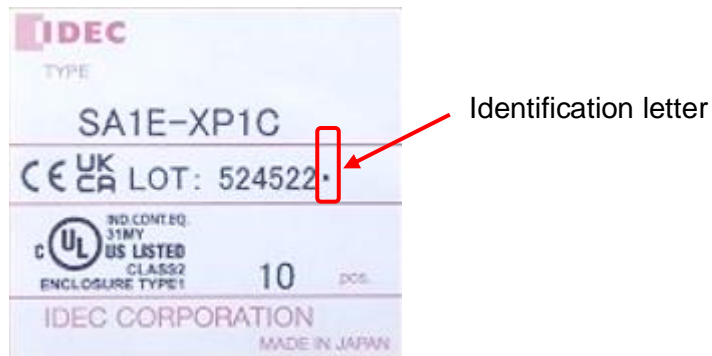 IDEC
TYPE
SA1E-XP1C
Identification letter
CE UK CA LOT: 524522・
IND.CONT.EQ.
31MY
C UL US LISTED
CLASS2
ENCLOSURE TYPE1
10 pcs.
IDEC CORPORATION
MADE IN JAPAN